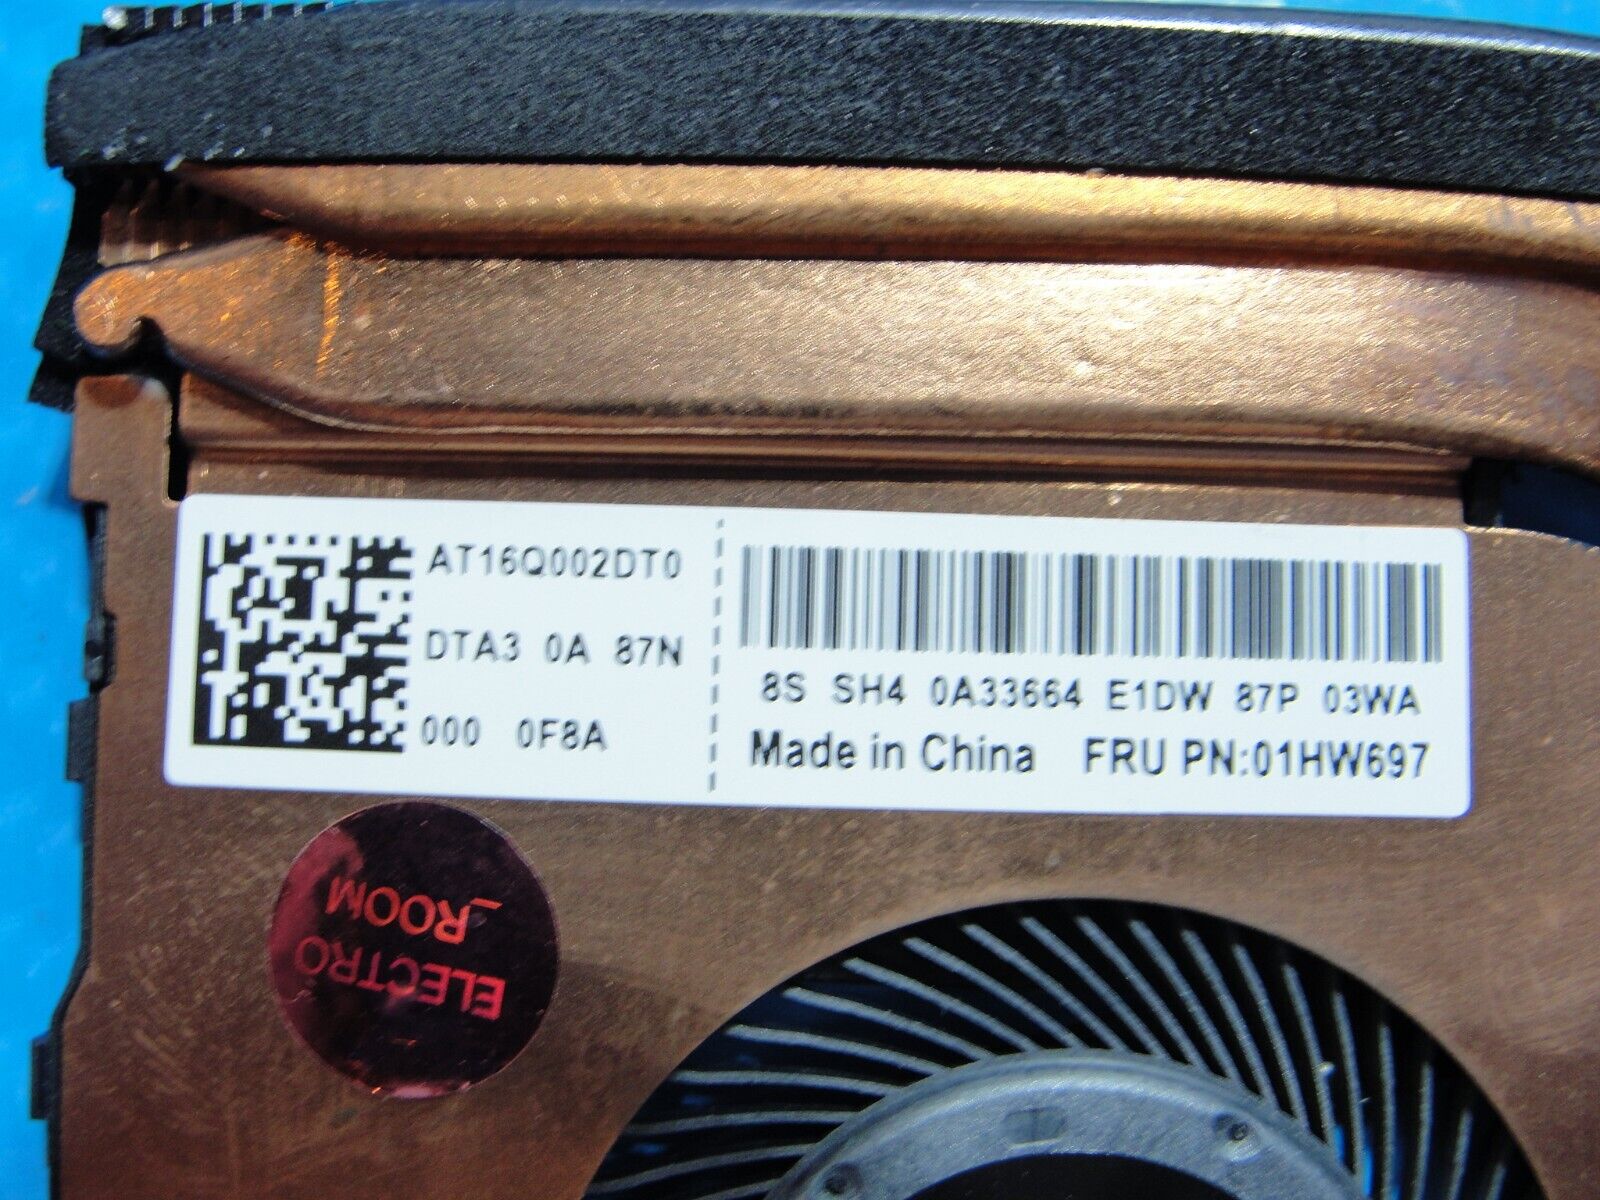 AT16Q002DT0
DTA3 0A 87N
000 0F8A
8S SH4 0A33664 E1DW 87P 03WA
Made in China FRU PN:01HW697
ELECTRO
_ROOM